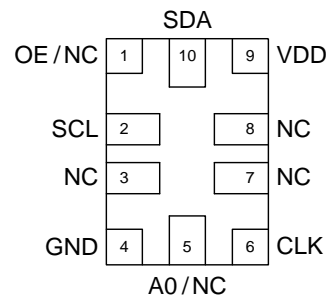 SDA
OE/NC 1 10 9 VDD
SCL 2 8 NC
NC 3 7 NC
GND 4 5 6 CLK
A0/NC